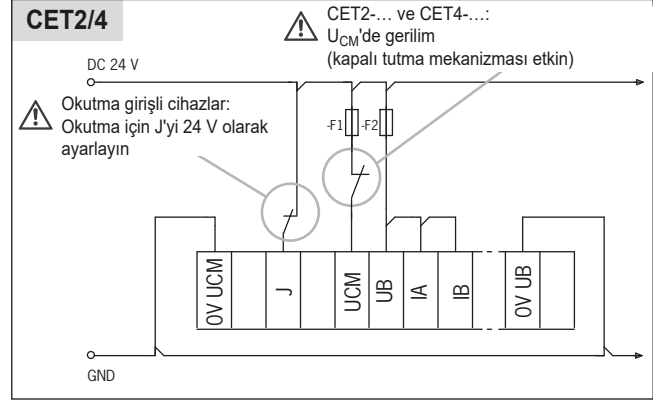 CET2/4
CET2-… ve CET4-…:
UCM'de gerilim
(kapalı tutma mekanizması etkin)
DC 24 V
Okutma girişli cihazlar:
Okutma için J'yi 24 V olarak
ayarlayın
-F1
-F2
0V UCM
J
UCM
UB
IA
IB
0V UB
GND